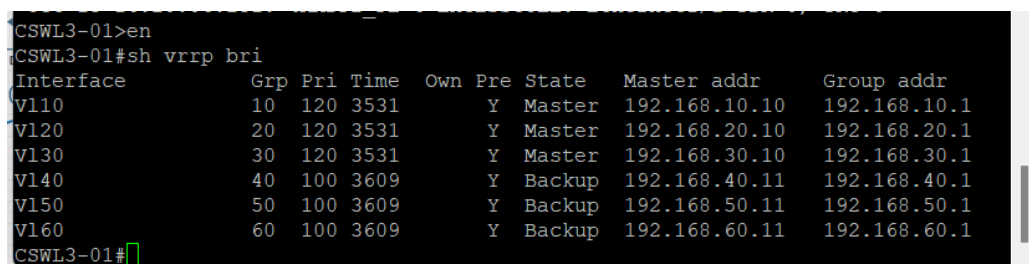 CSWL3-01>en
CSWL3-01#sh vrrp bri
Interface          Grp Pri Time  Own Pre State   Master addr     Group addr
Vl10               10  120 3531       Y  Master  192.168.10.10   192.168.10.1
Vl20               20  120 3531       Y  Master  192.168.20.10   192.168.20.1
Vl30               30  120 3531       Y  Master  192.168.30.10   192.168.30.1
Vl40               40  100 3609       Y  Backup  192.168.40.11   192.168.40.1
Vl50               50  100 3609       Y  Backup  192.168.50.11   192.168.50.1
Vl60               60  100 3609       Y  Backup  192.168.60.11   192.168.60.1
CSWL3-01#